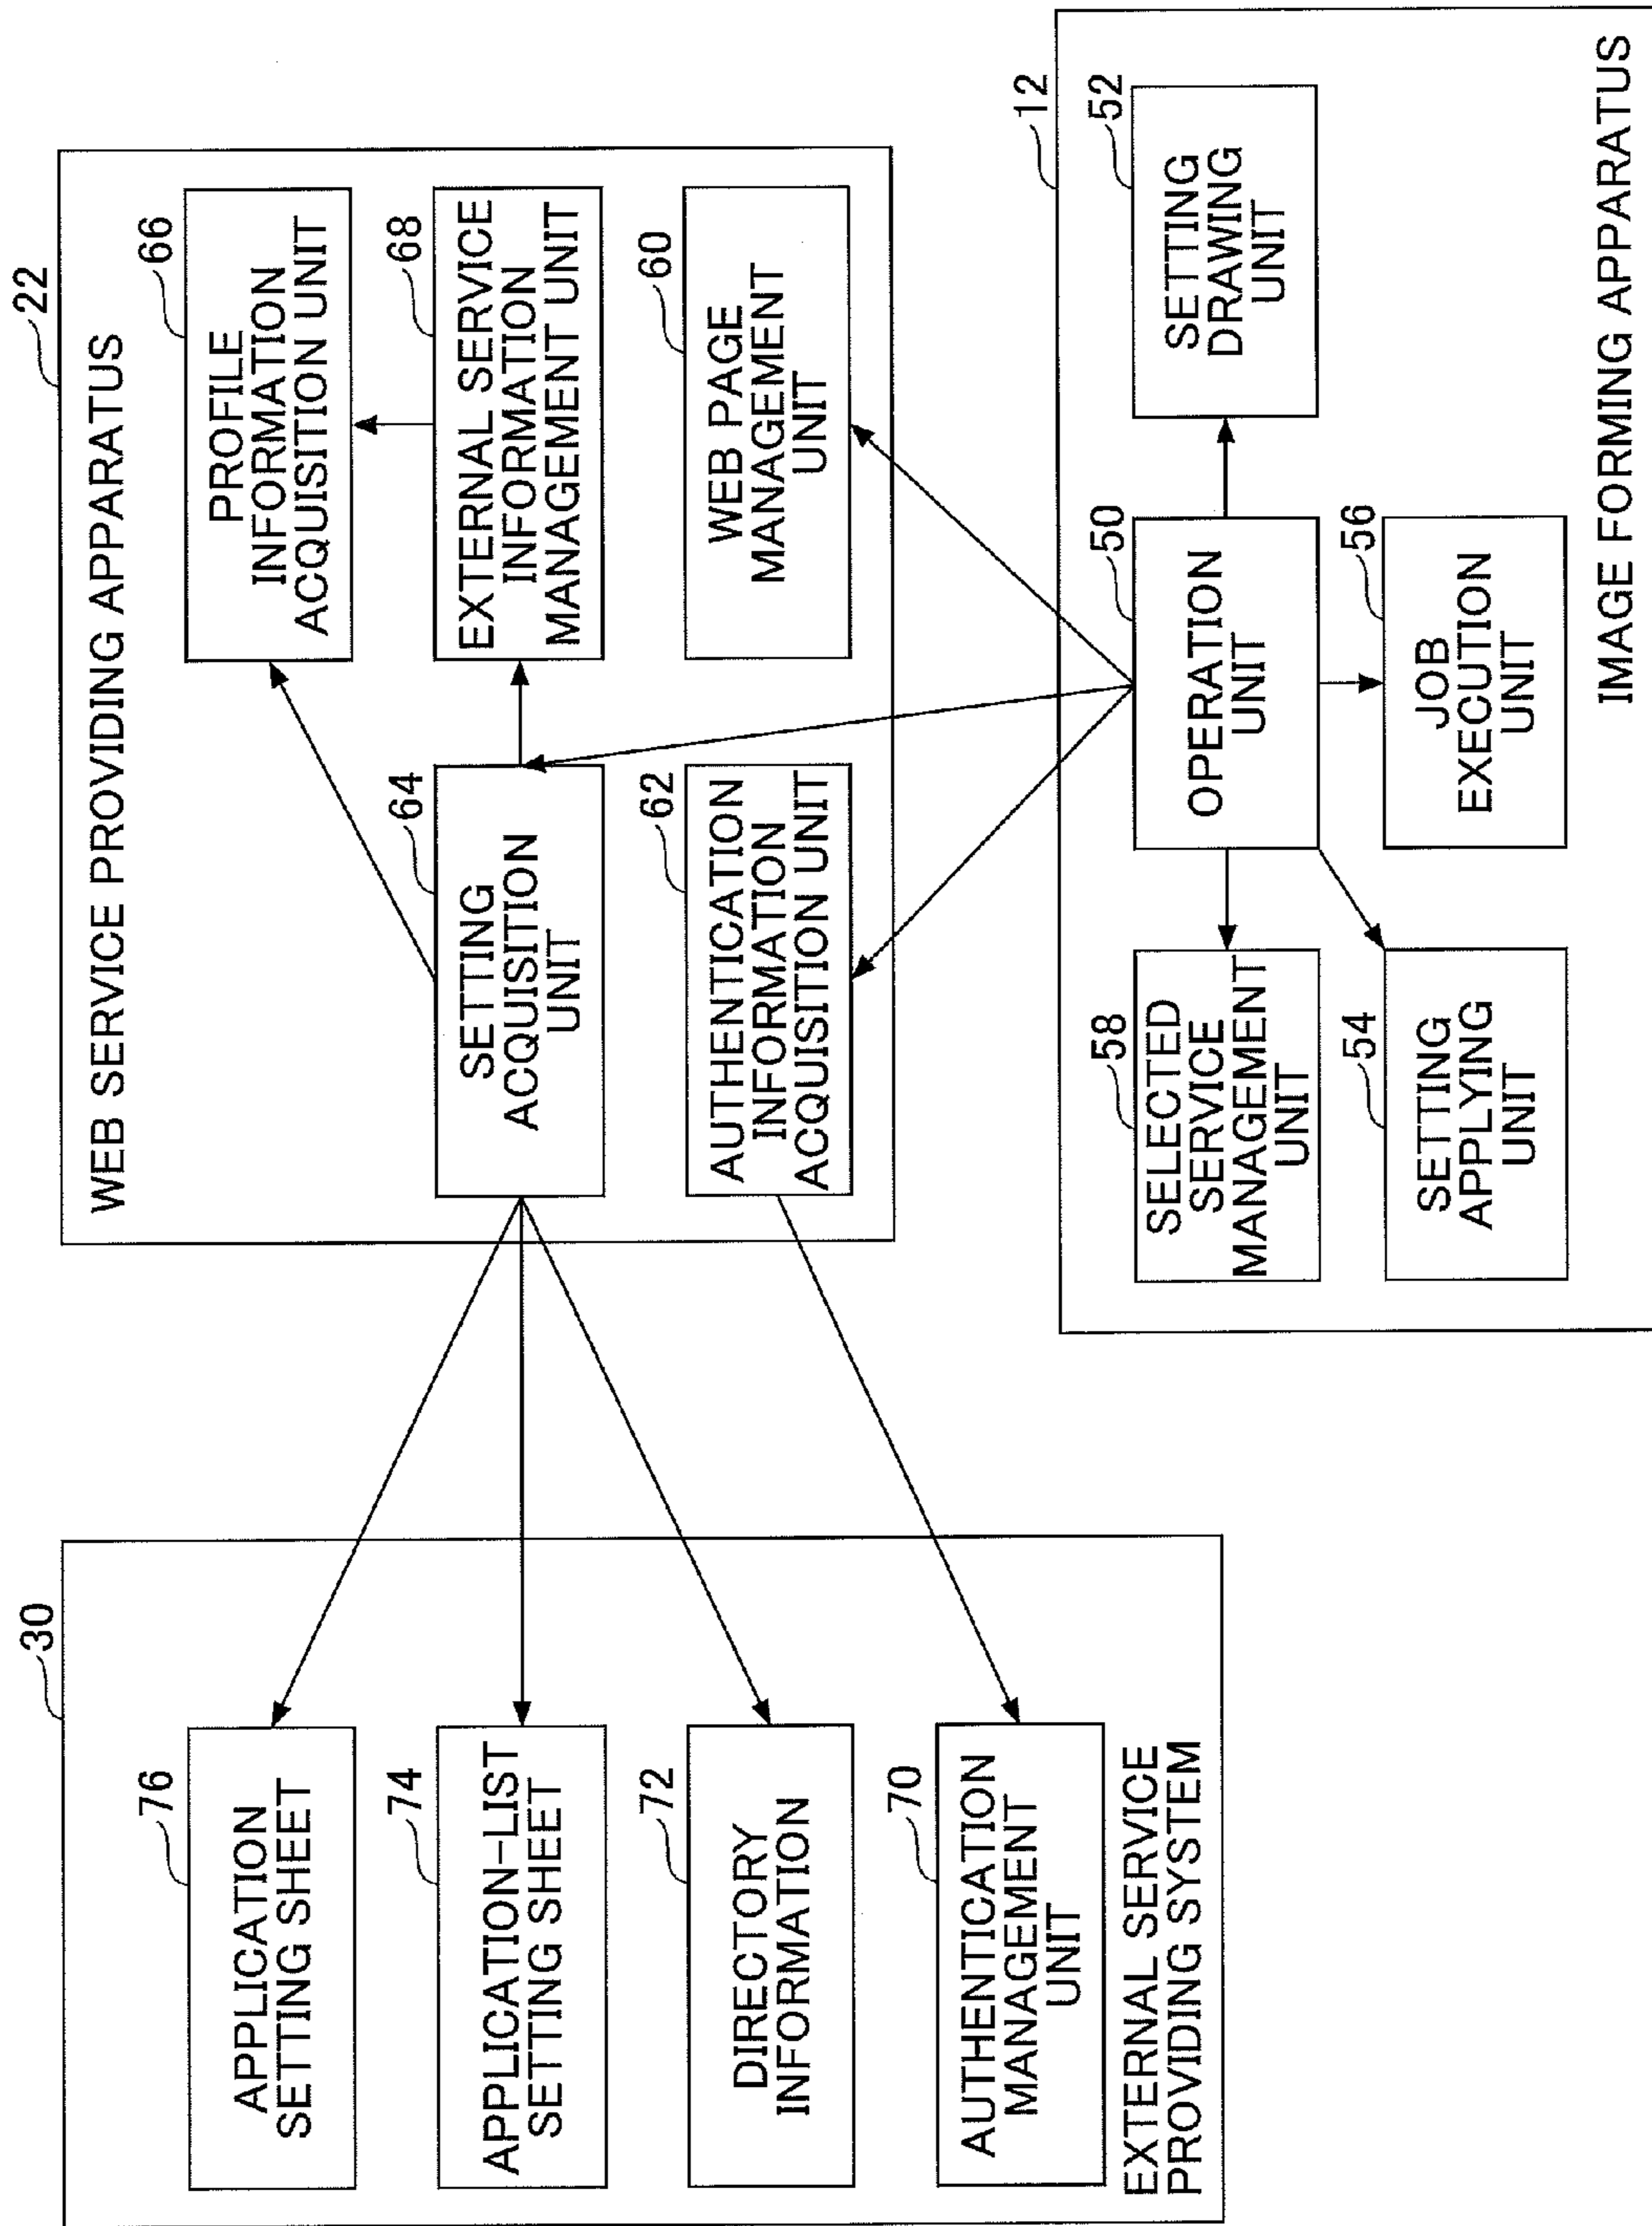 30
76
APPLICATION
SETTING SHEET
74
APPLICATION-LIST
SETTING SHEET
72
DIRECTORY
INFORMATION
70
AUTHENTICATION
MANAGEMENT
UNIT
EXTERNAL SERVICE
PROVIDING SYSTEM
22
WEB SERVICE PROVIDING APPARATUS
66
PROFILE
INFORMATION
ACQUISITION UNIT
64
SETTING
ACQUISITION
UNIT
68
EXTERNAL SERVICE
INFORMATION
MANAGEMENT UNIT
62
AUTHENTICATION
INFORMATION
ACQUISITION UNIT
60
WEB PAGE
MANAGEMENT
UNIT
12
58
SELECTED
SERVICE
MANAGEMENT
UNIT
50
OPERATION
UNIT
52
SETTING
DRAWING
UNIT
54
SETTING
APPLYING
UNIT
56
JOB
EXECUTION
UNIT
IMAGE FORMING APPARATUS